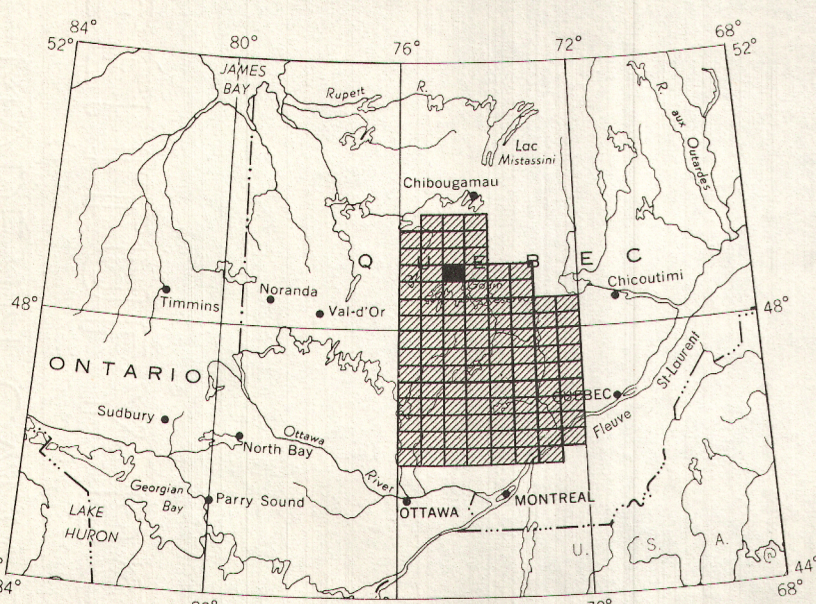 84°
80°
76°
72°
68°
52°
52°
JAMES
BAY
Rupert R.
Lac
Mistassini
R. aux Outardes
Chibougamau
Q U E B E C
Gouin
Chicoutimi
Timmins
Noranda
Val-d'Or
48°
48°
ONTARIO
St-Laurent
Fleuve
QUÉBEC
Sudbury
North Bay
Ottawa
River
Georgian
Bay
Parry Sound
OTTAWA
MONTREAL
LAKE
HURON
U. S. A.
44°
84°
68°